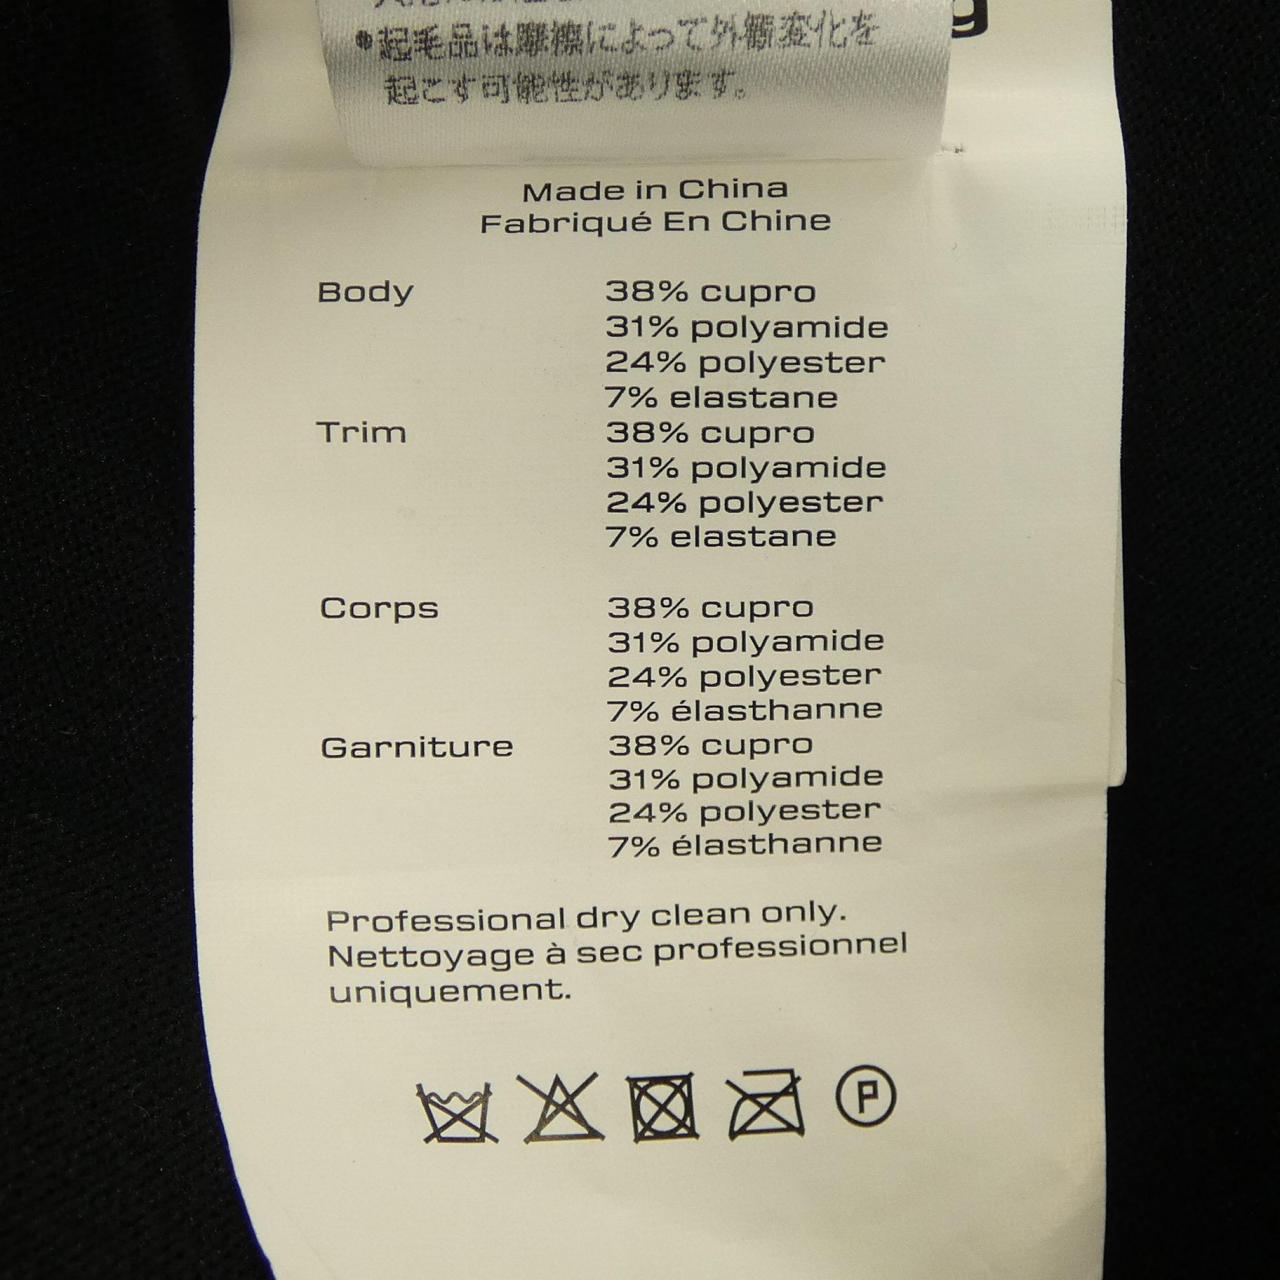 ●起毛品は摩擦によって外観変化を
起こす可能性があります。
g
Made in China
Fabriqué En Chine
Body 38% cupro
31% polyamide
24% polyester
7% elastane
Trim 38% cupro
31% polyamide
24% polyester
7% elastane
Corps 38% cupro
31% polyamide
24% polyester
7% élasthanne
Garniture 38% cupro
31% polyamide
24% polyester
7% élasthanne
Professional dry clean only.
Nettoyage à sec professionnel
uniquement.
P